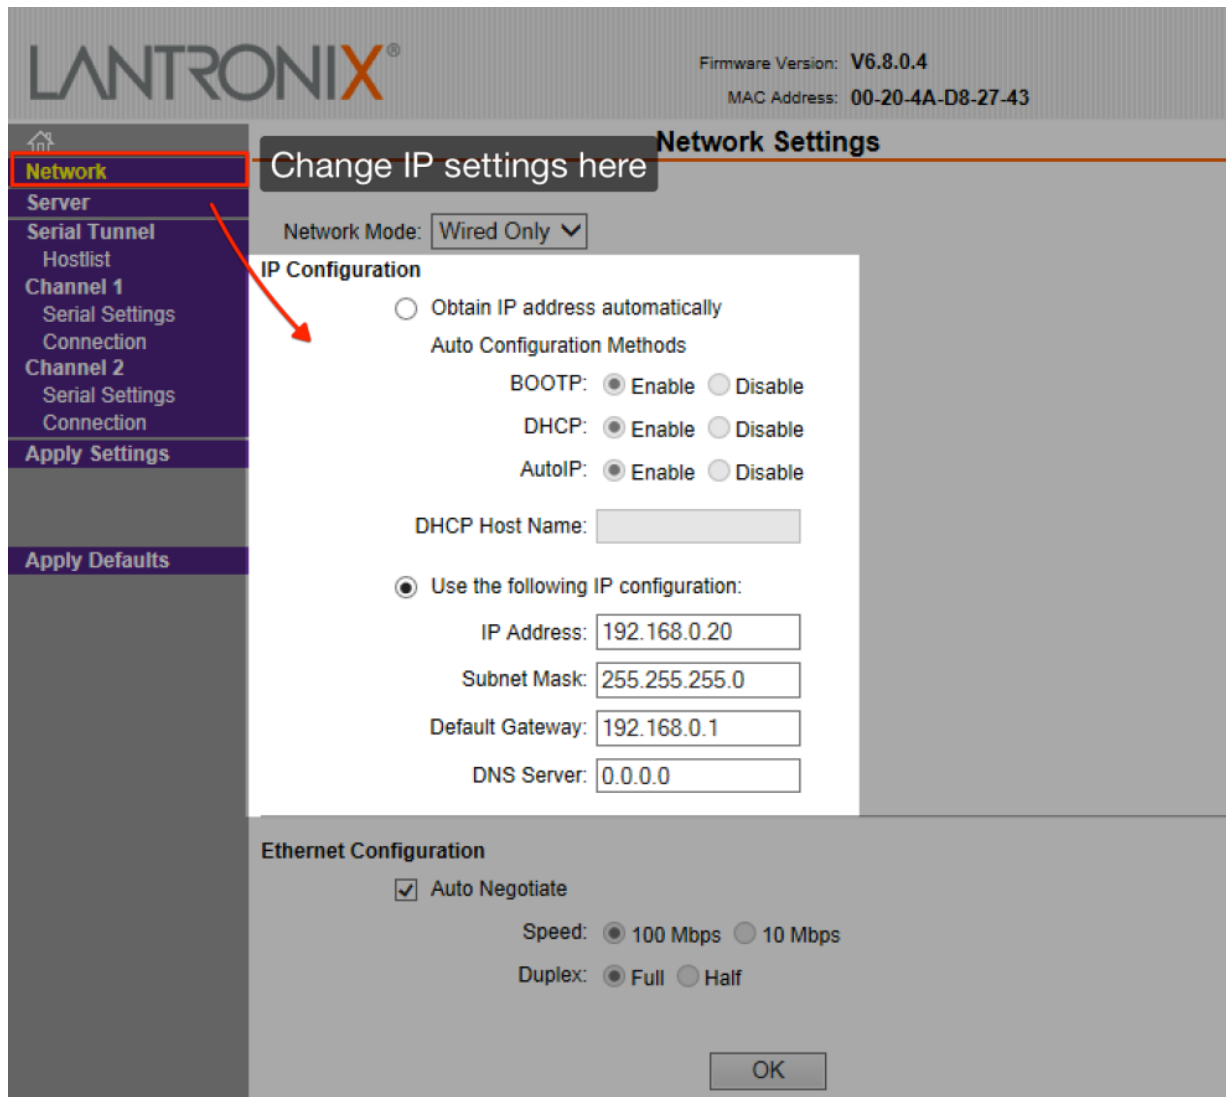 LANTRONIX®
Firmware Version: V6.8.0.4
MAC Address: 00-20-4A-D8-27-43
Network Settings
Network
Server
Serial Tunnel
Hostlist
Channel 1
Serial Settings
Connection
Channel 2
Serial Settings
Connection
Apply Settings
Apply Defaults
Change IP settings here
Network Mode: Wired Only
IP Configuration
Obtain IP address automatically
Auto Configuration Methods
BOOTP: Enable Disable
DHCP: Enable Disable
AutoIP: Enable Disable
DHCP Host Name:
Use the following IP configuration:
IP Address: 192.168.0.20
Subnet Mask: 255.255.255.0
Default Gateway: 192.168.0.1
DNS Server: 0.0.0.0
Ethernet Configuration
Auto Negotiate
Speed: 100 Mbps 10 Mbps
Duplex: Full Half
OK